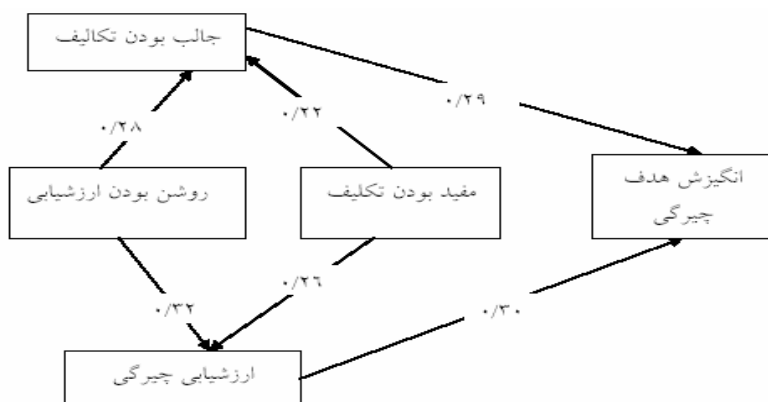 جالب بودن تکالیف
۰/۲۹
۰/۲۲
۰/۲۸
انگیزش هدف
چیرگی
مفید بودن تکلیف
روشن بودن ارزشیابی
۰/۲۶
۰/۳۲
۰/۳۰
ارزشیابی چیرگی